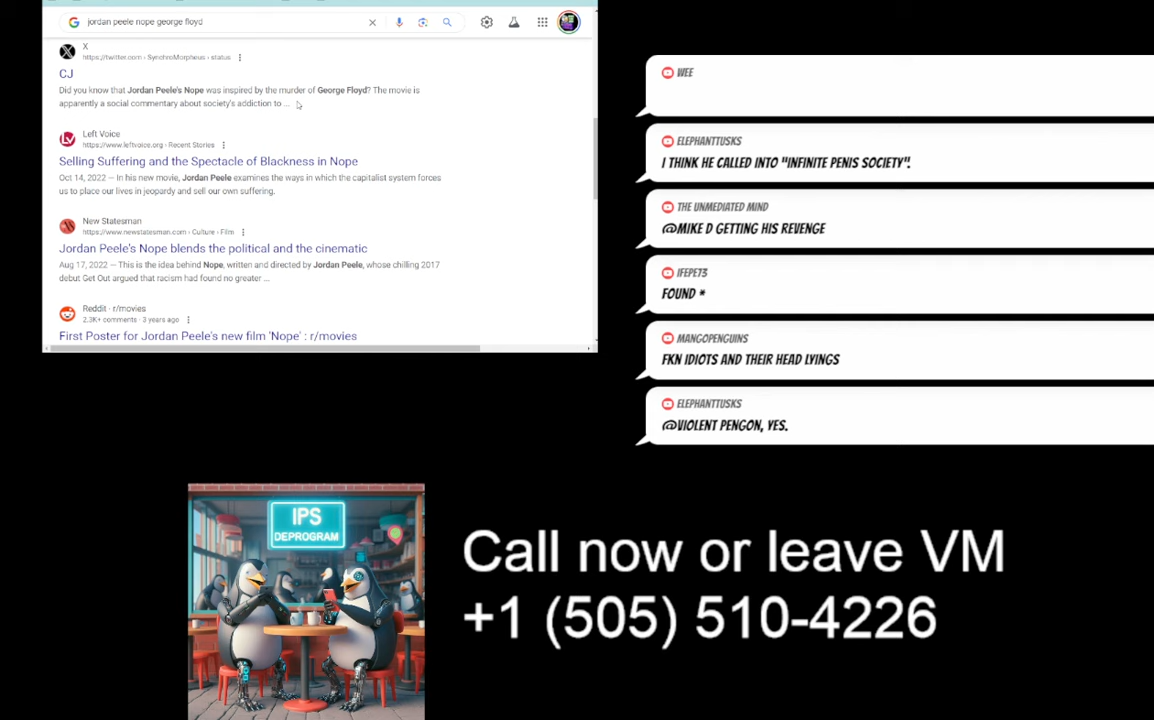 jordan peele nope george floyd
X
https://twitter.com › SynchroMorpheus › status
CJ
Did you know that Jordan Peele's Nope was inspired by the murder of George Floyd? The movie is
apparently a social commentary about society's addiction to ...
Left Voice
https://www.leftvoice.org › Recent Stories
Selling Suffering and the Spectacle of Blackness in Nope
Oct 14, 2022 — In his new movie, Jordan Peele examines the ways in which the capitalist system forces
us to place our lives in jeopardy and sell our own suffering.
New Statesman
https://www.newstatesman.com › Culture › Film
Jordan Peele's Nope blends the political and the cinematic
Aug 17, 2022 — This is the idea behind Nope, written and directed by Jordan Peele, whose chilling 2017
debut Get Out argued that racism had found no greater ...
Reddit · r/movies
2.3K+ comments · 3 years ago
First Poster for Jordan Peele's new film 'Nope' : r/movies
WEE
ELEPHANTTUSKS
I THINK HE CALLED INTO "INFINITE PENIS SOCIETY".
THE UNMEDIATED MIND
@MIKE D GETTING HIS REVENGE
IFEPE73
FOUND *
MANGOPENGUINS
FKN IDIOTS AND THEIR HEAD LYINGS
ELEPHANTTUSKS
@VIOLENT PENGON, YES.
IPS
DEPROGRAM
Call now or leave VM
+1 (505) 510-4226